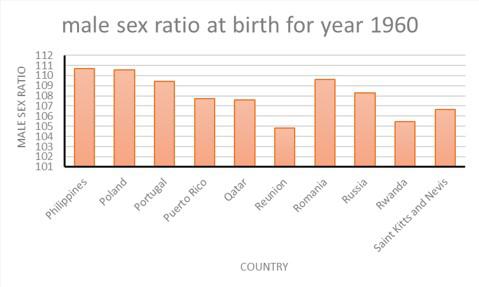 male sex ratio at birth for year 1960
MALE SEX RATIO
112
111
110
109
108
107
106
105
104
103
102
101
Philippines
Poland
Portugal
Puerto Rico
Qatar
Reunion
Romania
Russia
Rwanda
Saint Kitts and Nevis
COUNTRY